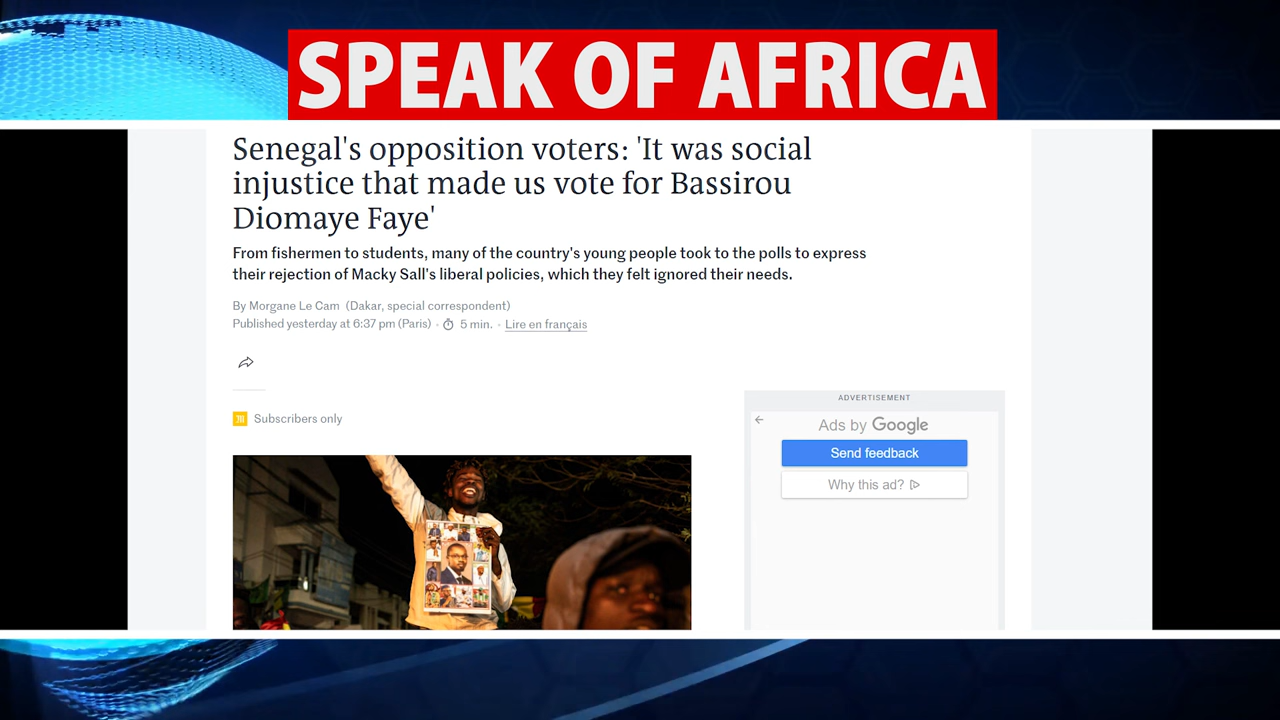 SPEAK OF AFRICA
Senegal's opposition voters: 'It was social
injustice that made us vote for Bassirou
Diomaye Faye'
From fishermen to students, many of the country's young people took to the polls to express
their rejection of Macky Sall's liberal policies, which they felt ignored their needs.
By Morgane Le Cam (Dakar, special correspondent)
Published yesterday at 6:37 pm (Paris) · 5 min. · Lire en français
Subscribers only
ADVERTISEMENT
Ads by Google
Send feedback
Why this ad?